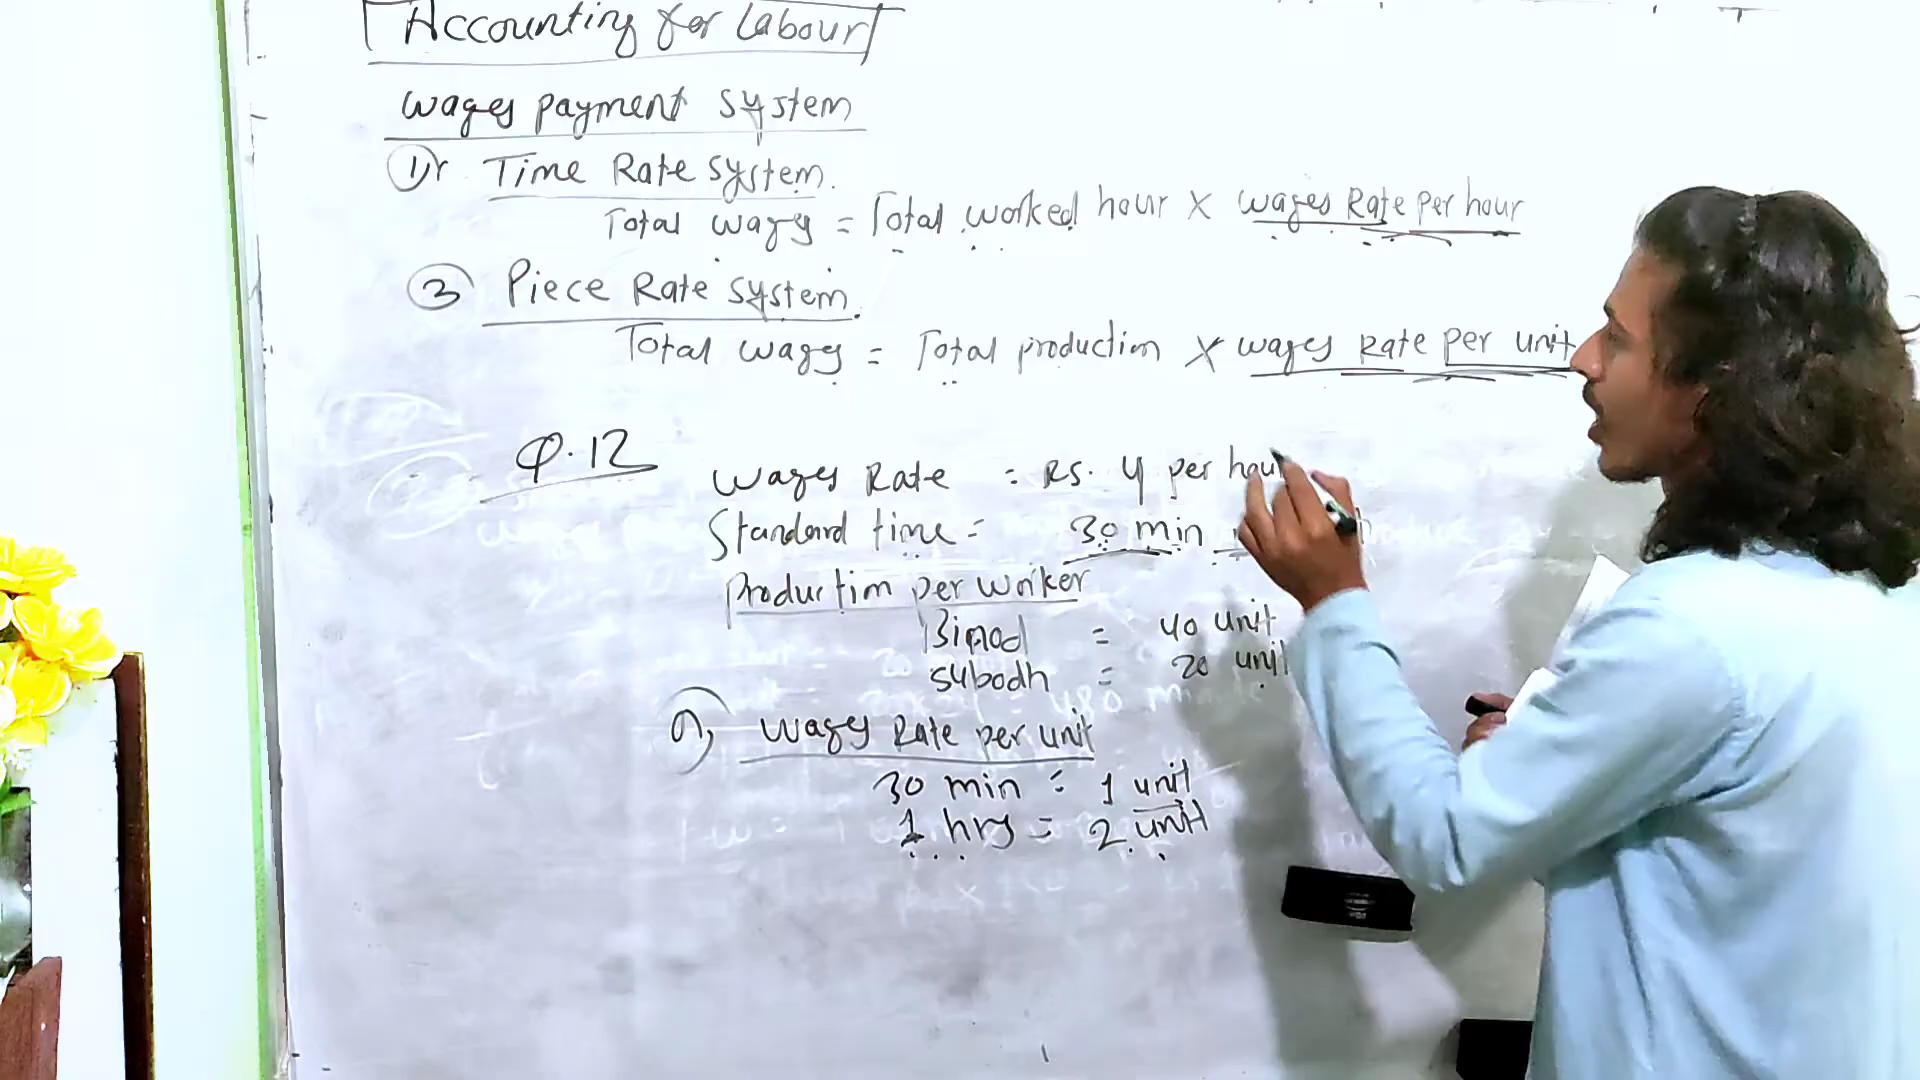 Accounting for Labour
Wages payment system
1) Time Rate system.
Total wages = Total worked hour X wages Rate per hour
2 Piece Rate system.
Total wages = Total production X wages Rate per unit
Q.12
Wages Rate = Rs. 4 per hour
Standard time = 30 min
Production per worker
Binod = 40 unit
Subodh = 20 unit
a) Wages Rate per unit
30 min = 1 unit
1 hrs = 2 unit